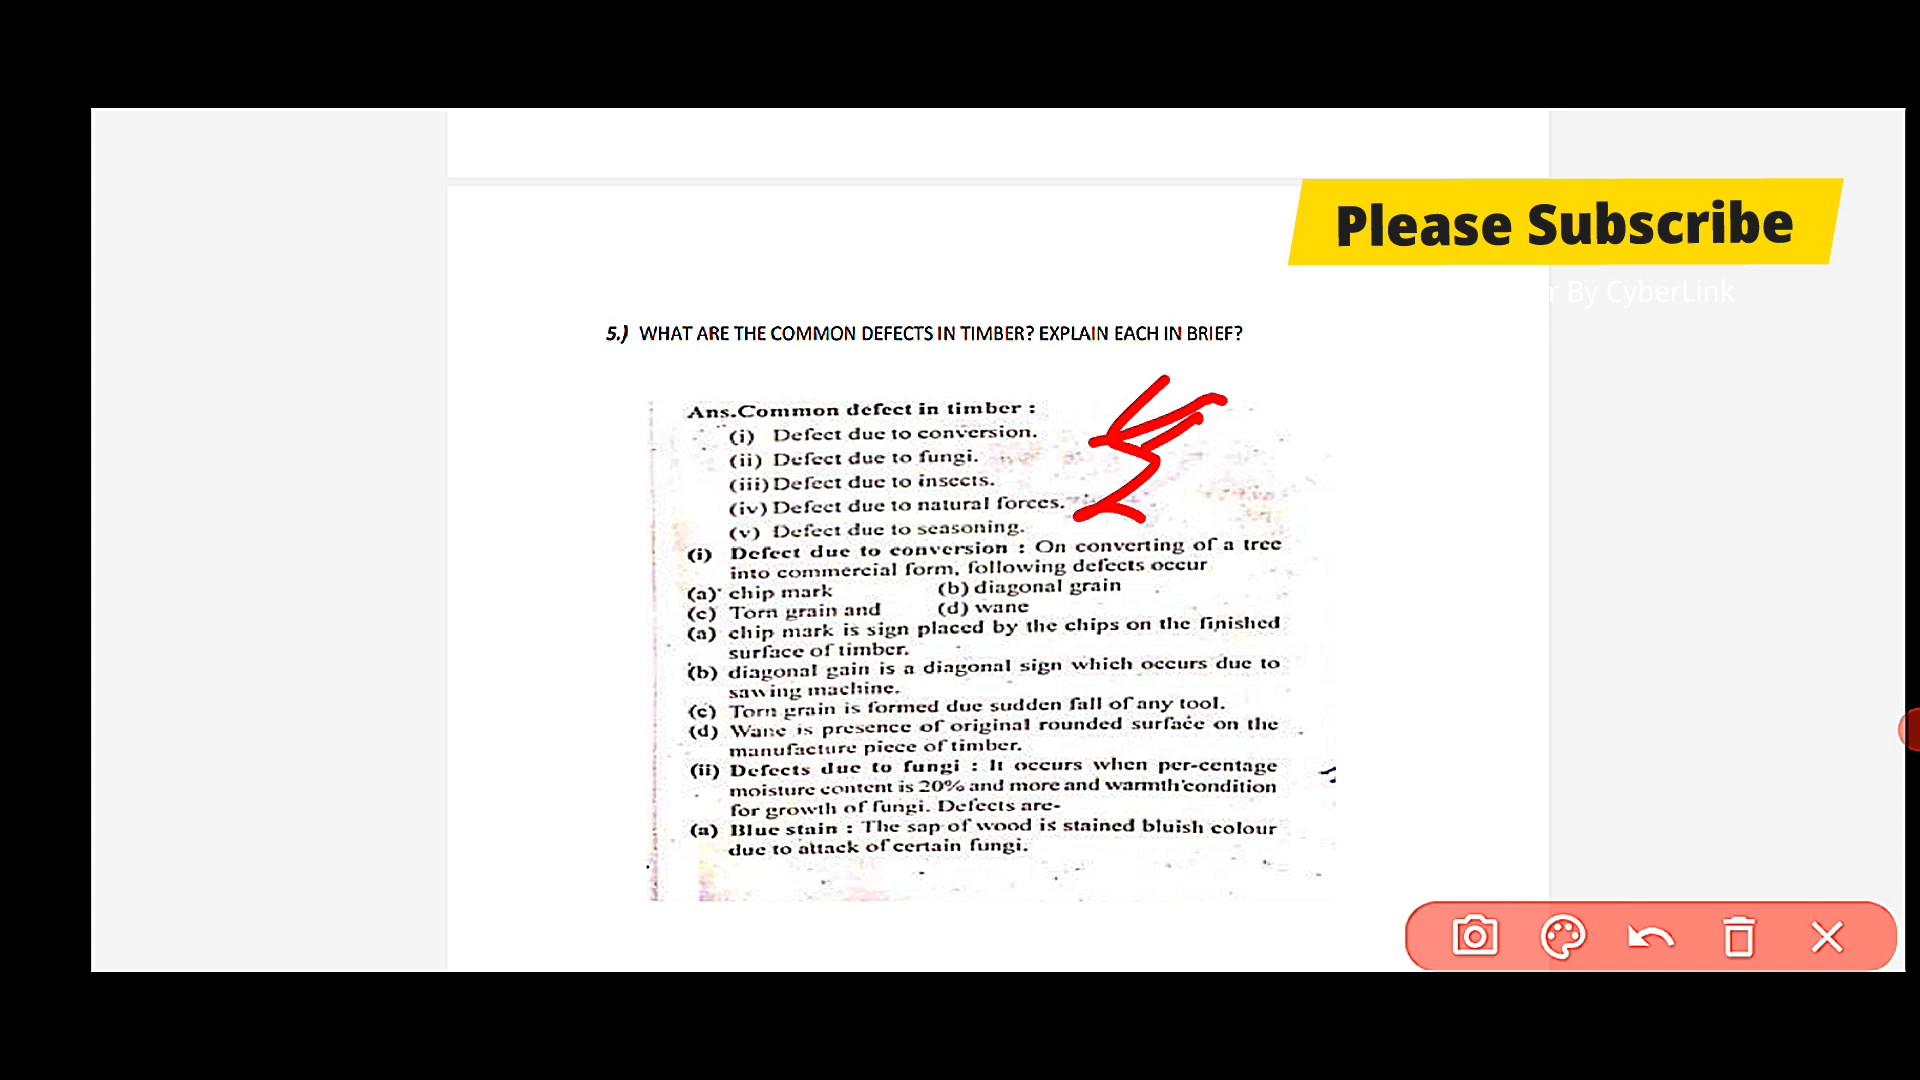 Please Subscribe
r By CyberLink
5.) WHAT ARE THE COMMON DEFECTS IN TIMBER? EXPLAIN EACH IN BRIEF?
Ans.Common defect in timber :
(i) Defect due to conversion.
(ii) Defect due to fungi.
(iii) Defect due to insects.
(iv) Defect due to natural forces.
(v) Defect due to seasoning.
(i) Defect due to conversion : On converting of a tree
into commercial form, following defects occur
(a) chip mark (b) diagonal grain
(c) Torn grain and (d) wane
(a) chip mark is sign placed by the chips on the finished
surface of timber.
(b) diagonal gain is a diagonal sign which occurs due to
sawing machine.
(c) Torn grain is formed due sudden fall of any tool.
(d) Wane is presence of original rounded surface on the
manufacture piece of timber.
(ii) Defects due to fungi : It occurs when per-centage
moisture content is 20% and more and warmth condition
for growth of fungi. Defects are-
(a) Blue stain : The sap of wood is stained bluish colour
due to attack of certain fungi.